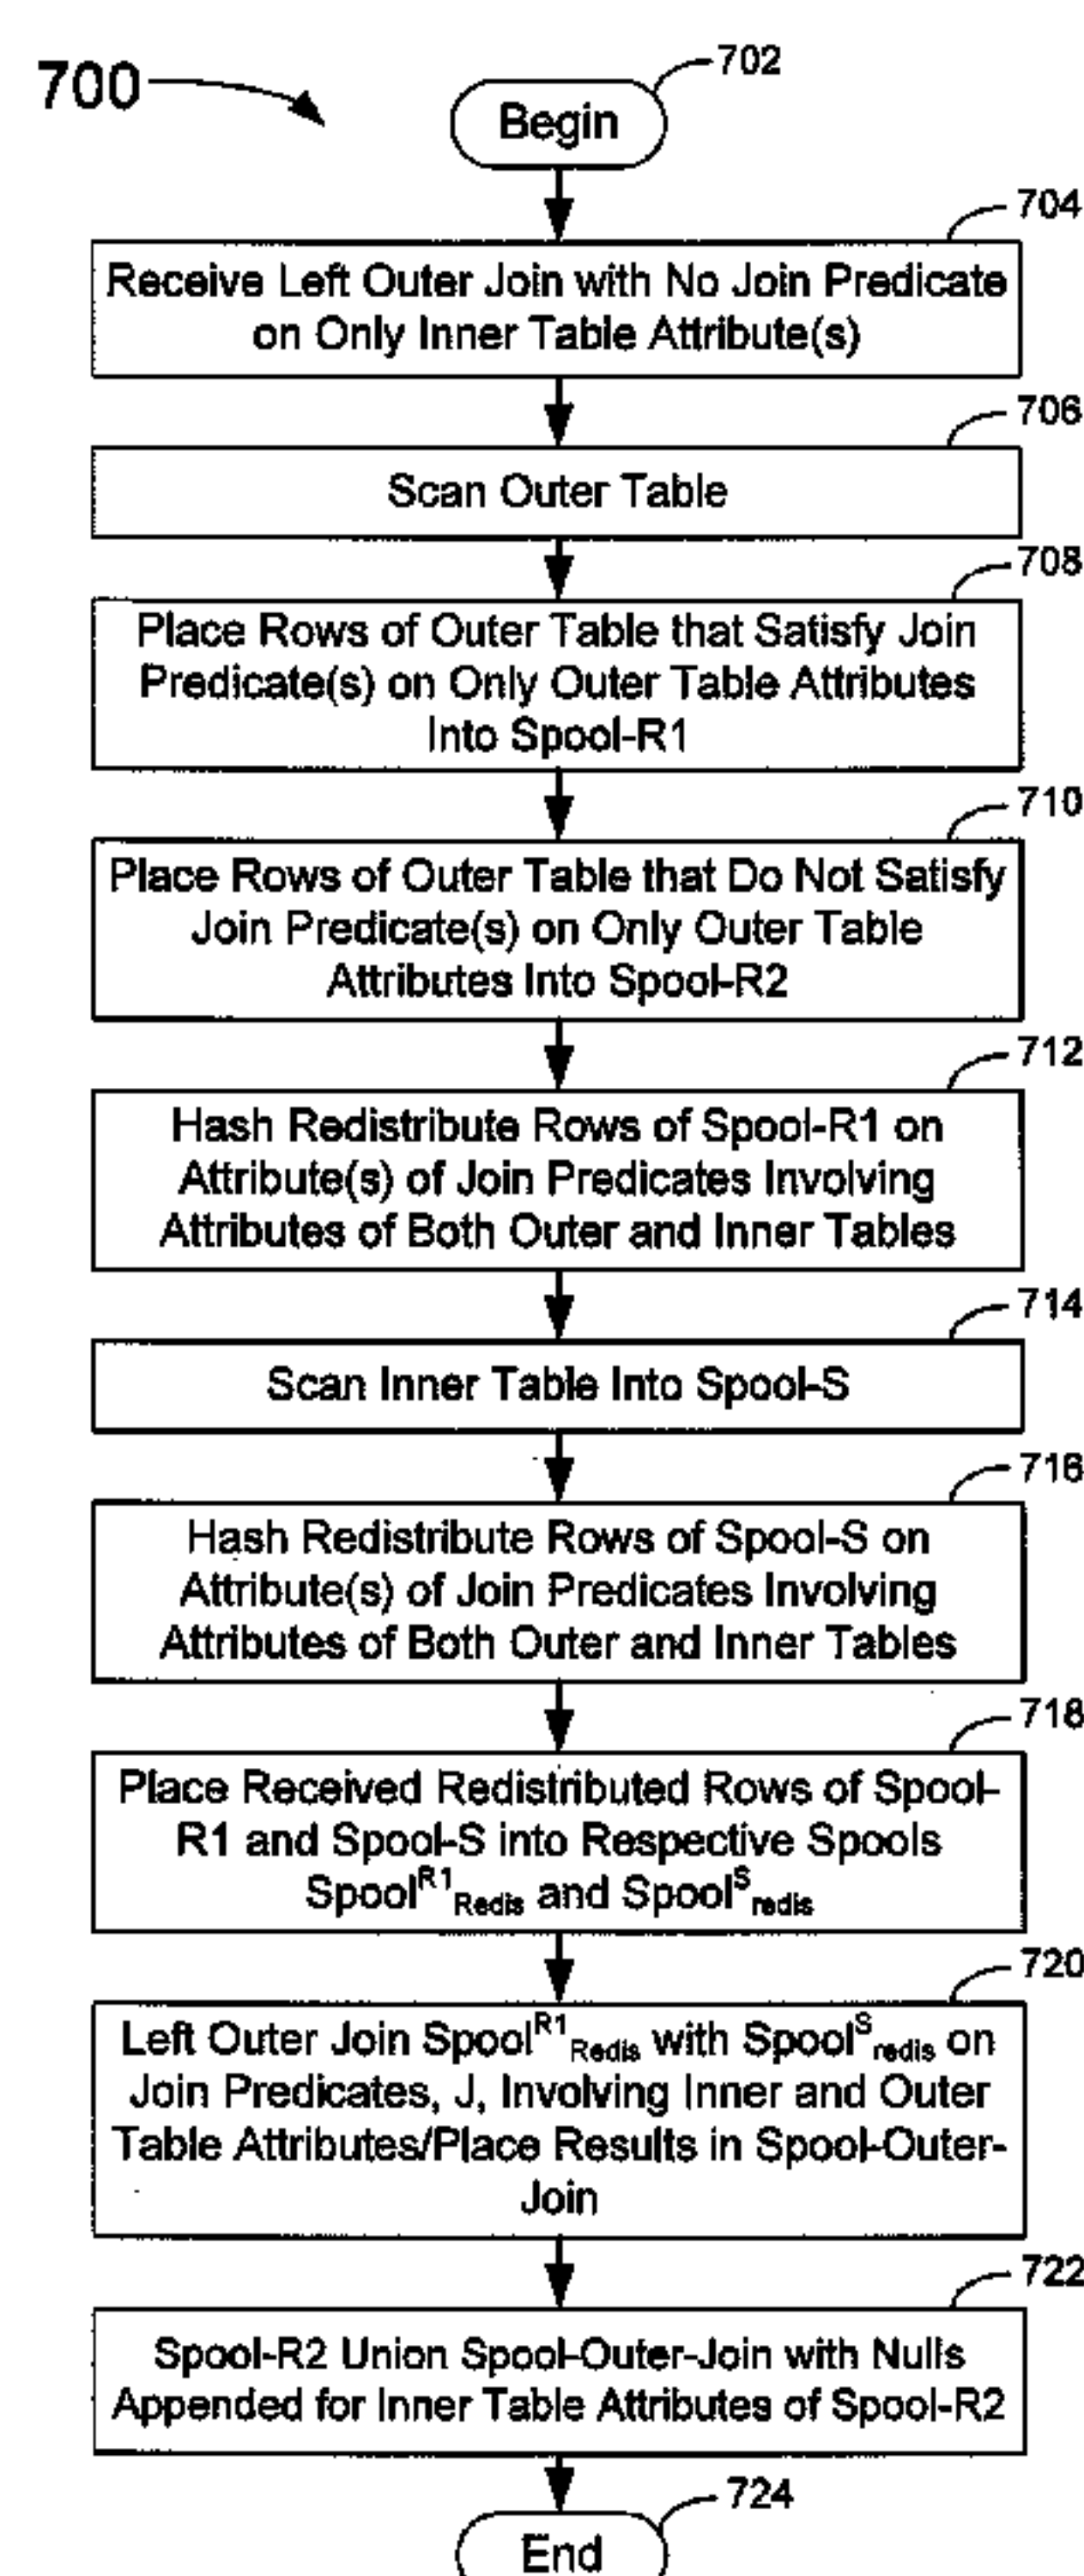 700
702
Begin
704
Receive Left Outer Join with No Join Predicate
on Only Inner Table Attribute(s)
706
Scan Outer Table
708
Place Rows of Outer Table that Satisfy Join
Predicate(s) on Only Outer Table Attributes
Into Spool-R1
710
Place Rows of Outer Table that Do Not Satisfy
Join Predicate(s) on Only Outer Table
Attributes Into Spool-R2
712
Hash Redistribute Rows of Spool-R1 on
Attribute(s) of Join Predicates Involving
Attributes of Both Outer and Inner Tables
714
Scan Inner Table Into Spool-S
716
Hash Redistribute Rows of Spool-S on
Attribute(s) of Join Predicates Involving
Attributes of Both Outer and Inner Tables
718
Place Received Redistributed Rows of Spool-
R1 and Spool-S into Respective Spools
Spool^R1_Redis and Spool^S_redis
720
Left Outer Join Spool^R1_Redis with Spool^S_redis on
Join Predicates, J, Involving Inner and Outer
Table Attributes/Place Results in Spool-Outer-
Join
722
Spool-R2 Union Spool-Outer-Join with Nulls
Appended for Inner Table Attributes of Spool-R2
724
End